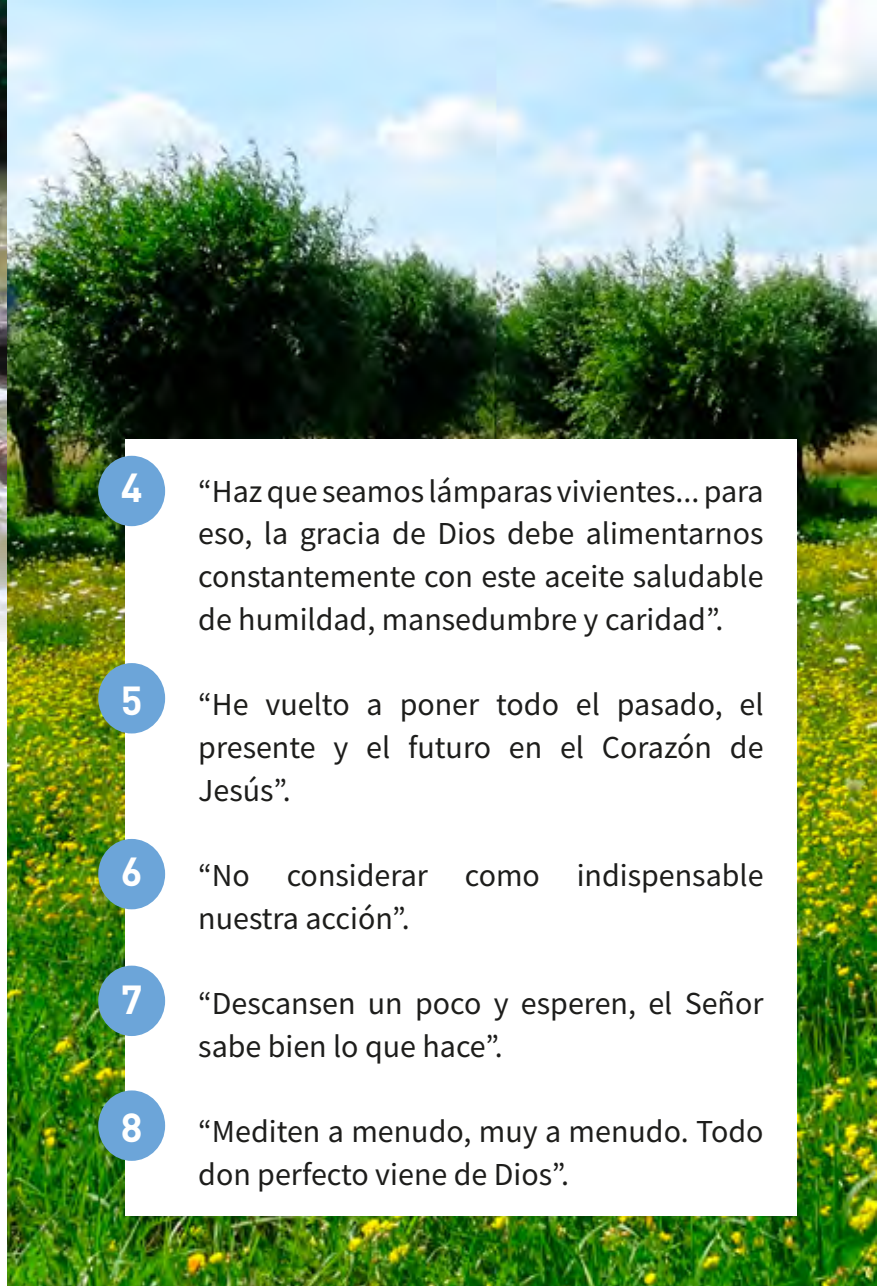 4
“Haz que seamos lámparas vivientes... para
eso, la gracia de Dios debe alimentarnos
constantemente con este aceite saludable
de humildad, mansedumbre y caridad”.
5
“He vuelto a poner todo el pasado, el
presente y el futuro en el Corazón de
Jesús”.
6
“No considerar como indispensable
nuestra acción”.
7
“Descansen un poco y esperen, el Señor
sabe bien lo que hace”.
8
“Mediten a menudo, muy a menudo. Todo
don perfecto viene de Dios”.